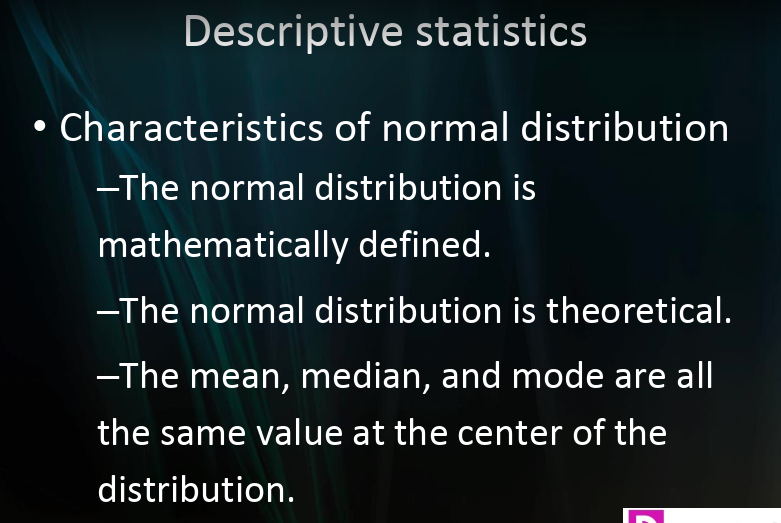 Descriptive statistics
• Characteristics of normal distribution
–The normal distribution is
mathematically defined.
–The normal distribution is theoretical.
–The mean, median, and mode are all
the same value at the center of the
distribution.